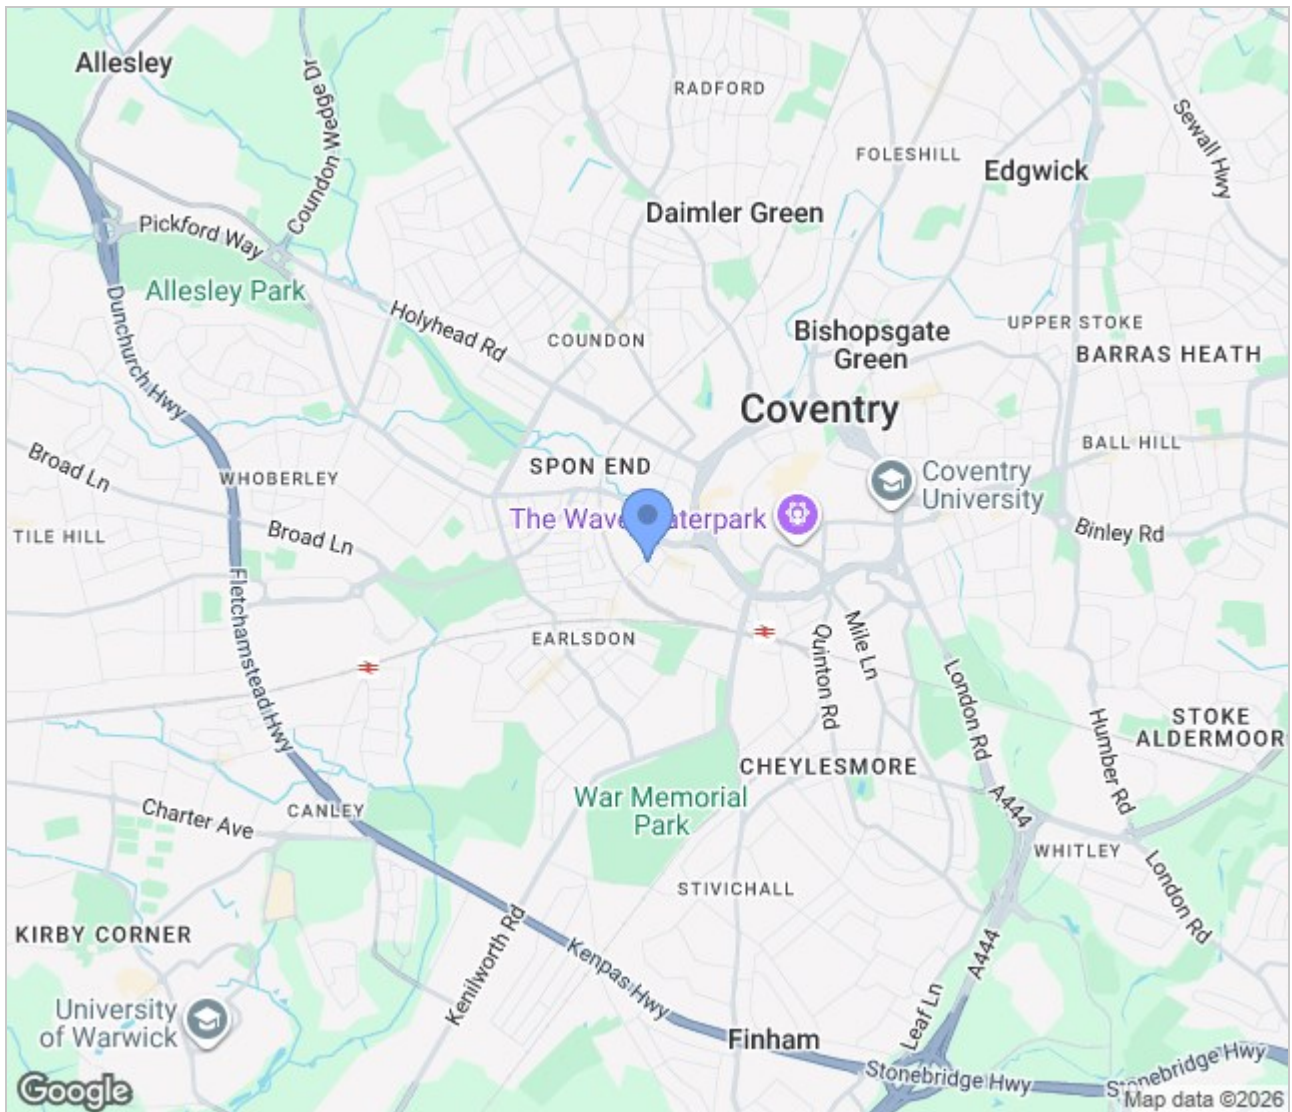 Allesley
Coundon Wedge Dr
RADFORD
Sewall Hwy
FOLESHILL
Edgwick
Daimler Green
Pickford Way
Allesley Park
Dunchurch Hwy
Holyhead Rd
COUNDON
UPPER STOKE
Bishopsgate
Green
BARRAS HEATH
Coventry
BALL HILL
Broad Ln
WHOBERLEY
SPON END
Coventry
University
The Wave
aterpark
Binley Rd
TILE HILL
Broad Ln
Fletchamstead Hwy
EARLSDON
Mile Ln
Quinton Rd
London Rd
STOKE
ALDERMOOR
Humber Rd
CHEYLESMORE
War Memorial
Park
A444
Charter Ave
CANLEY
WHITLEY
London Rd
STIVICHALL
KIRBY CORNER
Kenilworth Rd
Kenpas Hwy
A444
University
of Warwick
Leaf Ln
Finham
Stonebridge Hwy
Stonebridge Hwy
Google
Map data ©2026